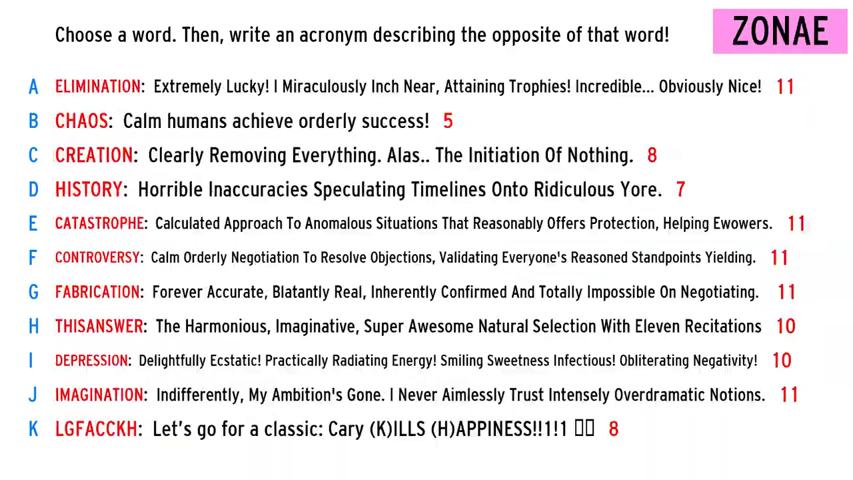 Choose a word. Then, write an acronym describing the opposite of that word!
ZONAE
A ELIMINATION: Extremely Lucky! I Miraculously Inch Near, Attaining Trophies! Incredible... Obviously Nice! 11
B CHAOS: Calm humans achieve orderly success! 5
C CREATION: Clearly Removing Everything. Alas.. The Initiation Of Nothing. 8
D HISTORY: Horrible Inaccuracies Speculating Timelines Onto Ridiculous Yore. 7
E CATASTROPHE: Calculated Approach To Anomalous Situations That Reasonably Offers Protection, Helping Ewowers. 11
F CONTROVERSY: Calm Orderly Negotiation To Resolve Objections, Validating Everyone's Reasoned Standpoints Yielding. 11
G FABRICATION: Forever Accurate, Blatantly Real, Inherently Confirmed And Totally Impossible On Negotiating. 11
H THISANSWER: The Harmonious, Imaginative, Super Awesome Natural Selection With Eleven Recitations 10
I DEPRESSION: Delightfully Ecstatic! Practically Radiating Energy! Smiling Sweetness Infectious! Obliterating Negativity! 10
J IMAGINATION: Indifferently, My Ambition's Gone. I Never Aimlessly Trust Intensely Overdramatic Notions. 11
K LGFACCKH: Let's go for a classic: Cary (K)ILLS (H)APPINESS!!1!1 8